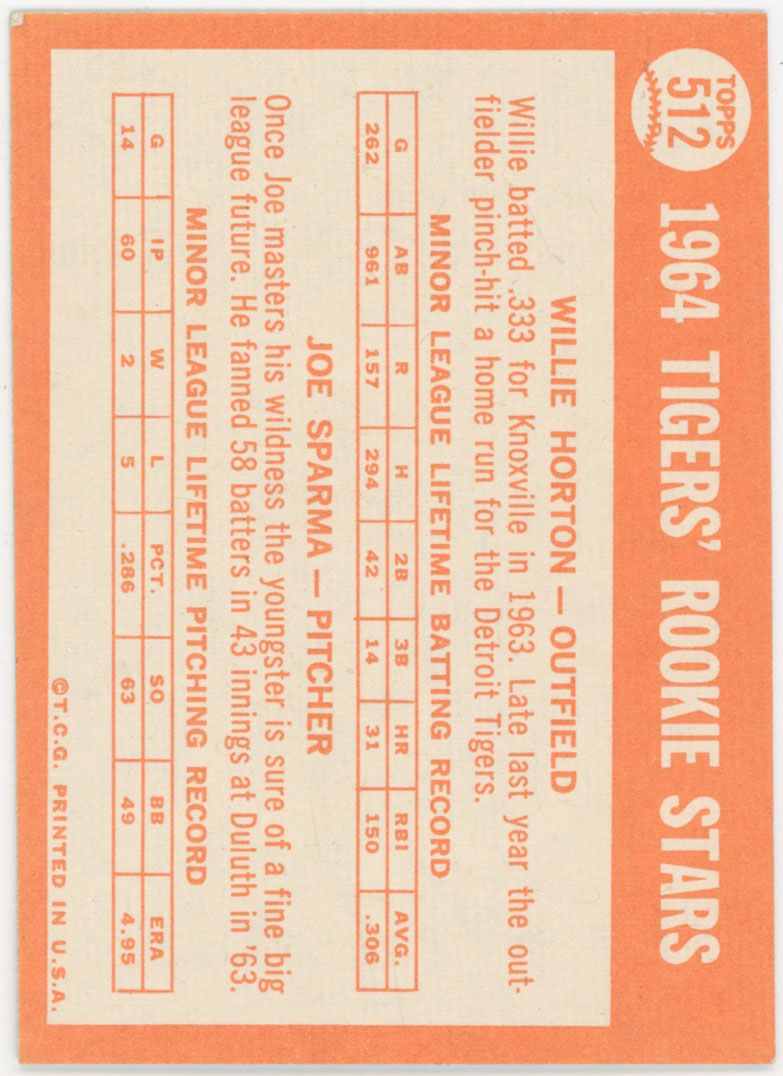 TOPPS
512
1964 TIGERS' ROOKIE STARS
WILLIE HORTON — OUTFIELD
Willie batted .333 for Knoxville in 1963. Late last year the out-
fielder pinch-hit a home run for the Detroit Tigers.
MINOR LEAGUE LIFETIME BATTING RECORD
G AB R H 2B 3B HR RBI AVG.
262 961 157 294 42 14 31 150 .306
JOE SPARMA — PITCHER
Once Joe masters his wildness the youngster is sure of a fine big
league future. He fanned 58 batters in 43 innings at Duluth in '63.
MINOR LEAGUE LIFETIME PITCHING RECORD
G IP W L PCT. SO BB ERA
14 60 2 5 .286 63 49 4.95
©T.C.G. PRINTED IN U.S.A.